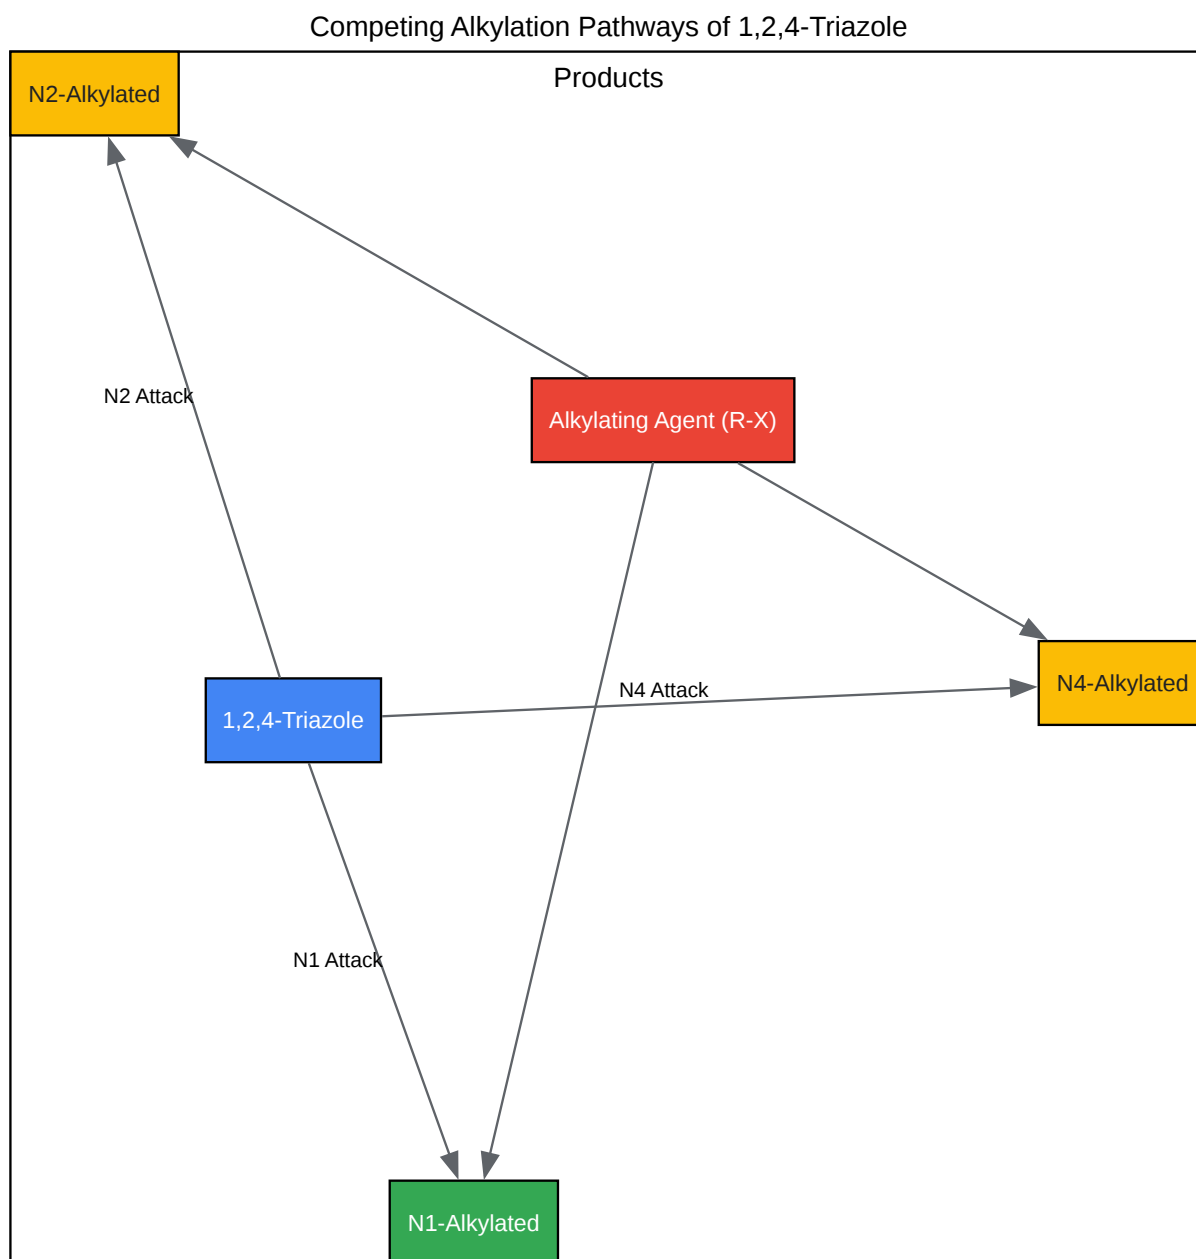 Competing Alkylation Pathways of 1,2,4-Triazole
Products
N2-Alkylated
N2 Attack
Alkylating Agent (R-X)
1,2,4-Triazole
N4 Attack
N4-Alkylated
N1 Attack
N1-Alkylated